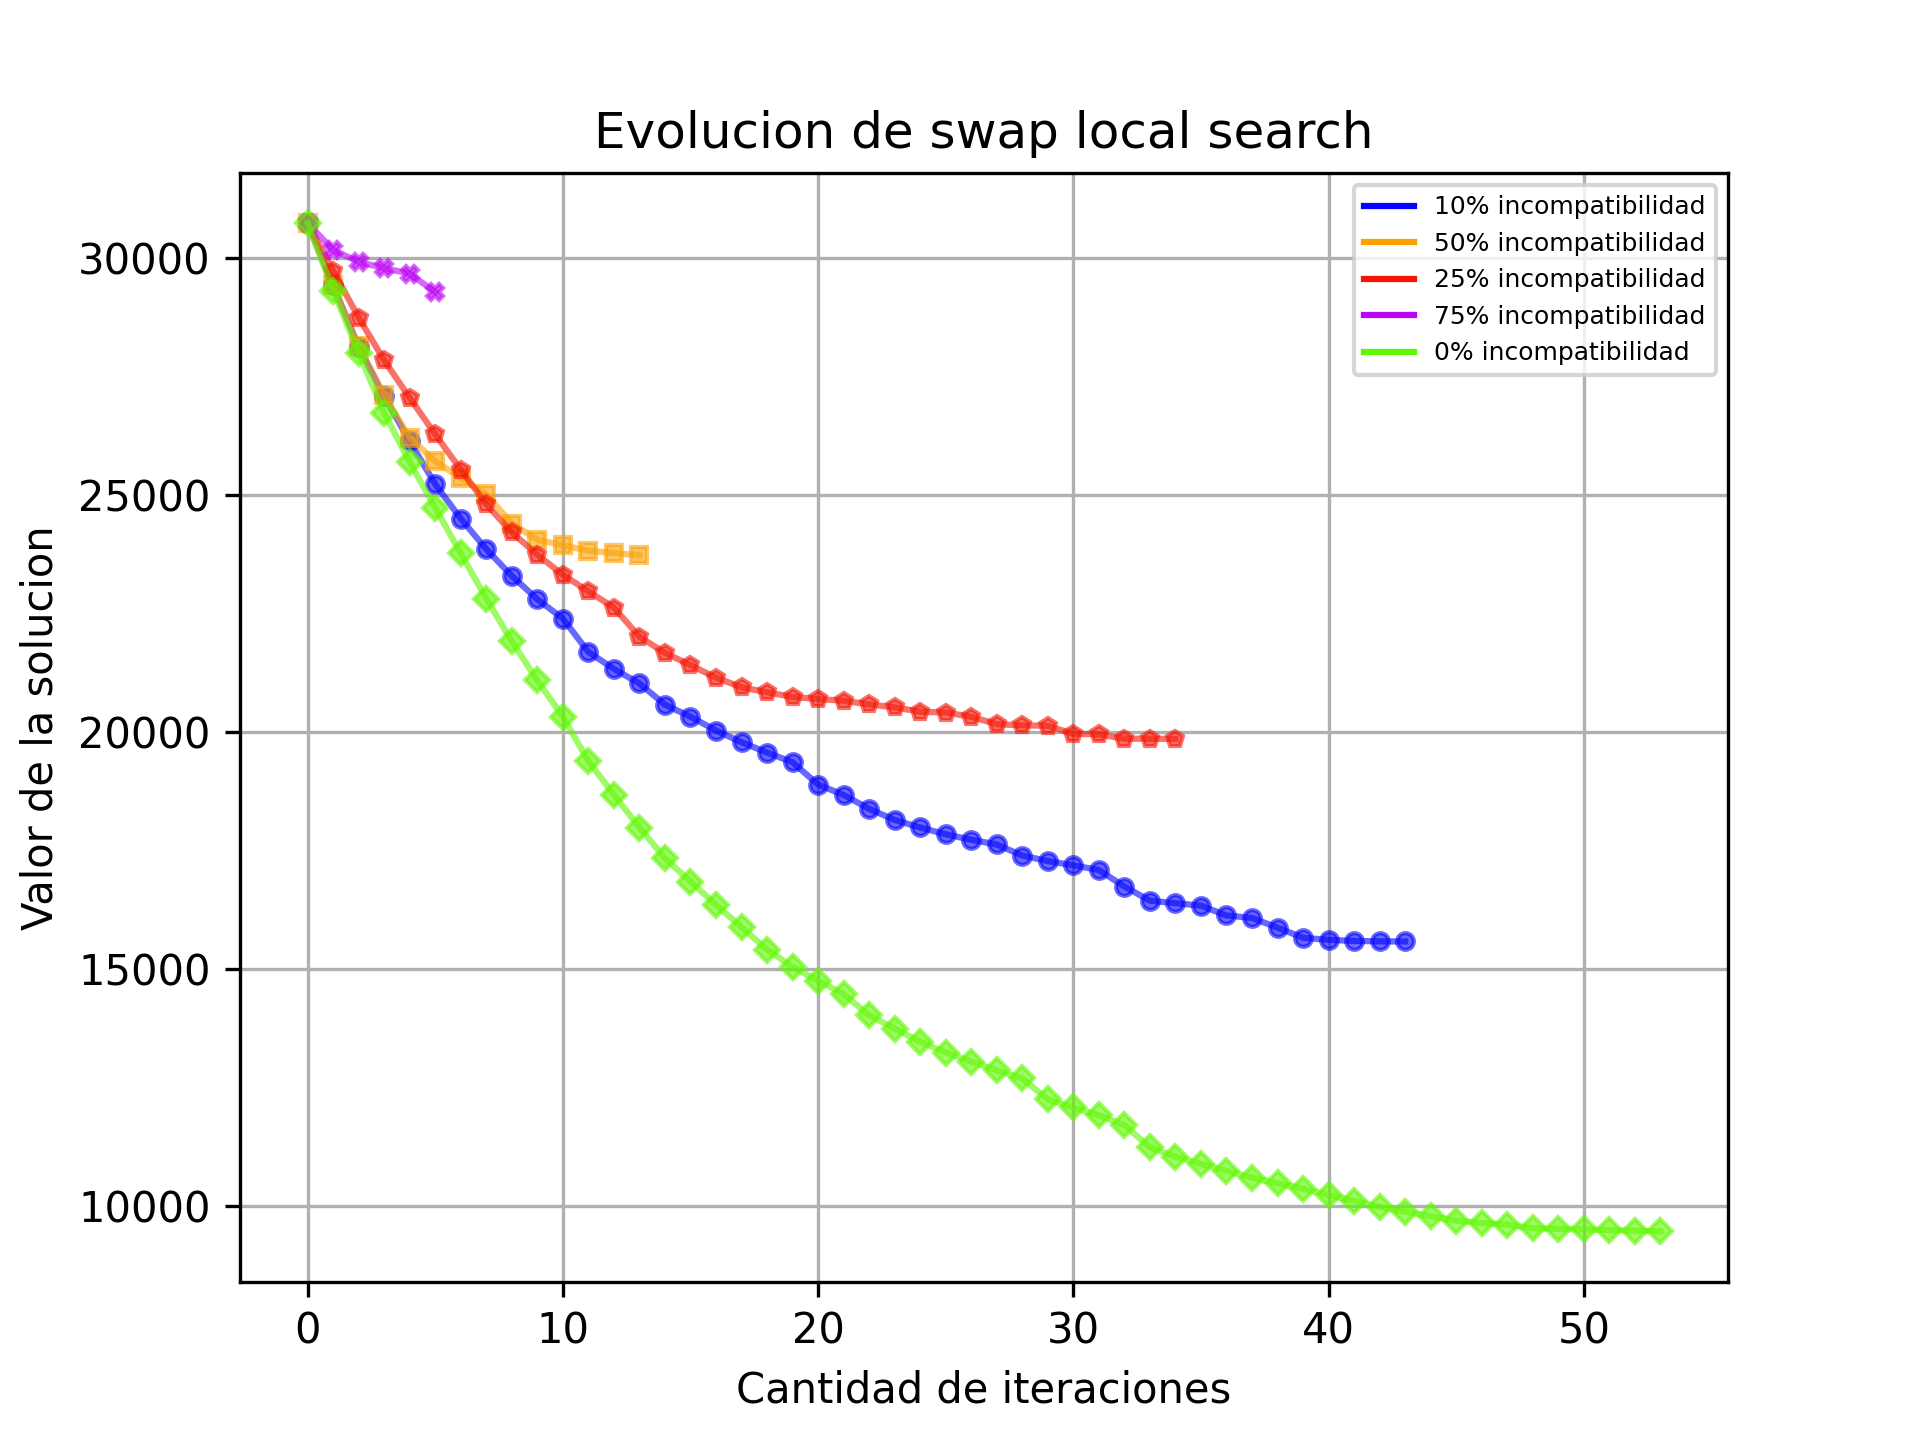 Evolucion de swap local search
10% incompatibilidad
50% incompatibilidad
25% incompatibilidad
75% incompatibilidad
0% incompatibilidad
Valor de la solucion
30000
25000
20000
15000
10000
0 10 20 30 40 50
Cantidad de iteraciones